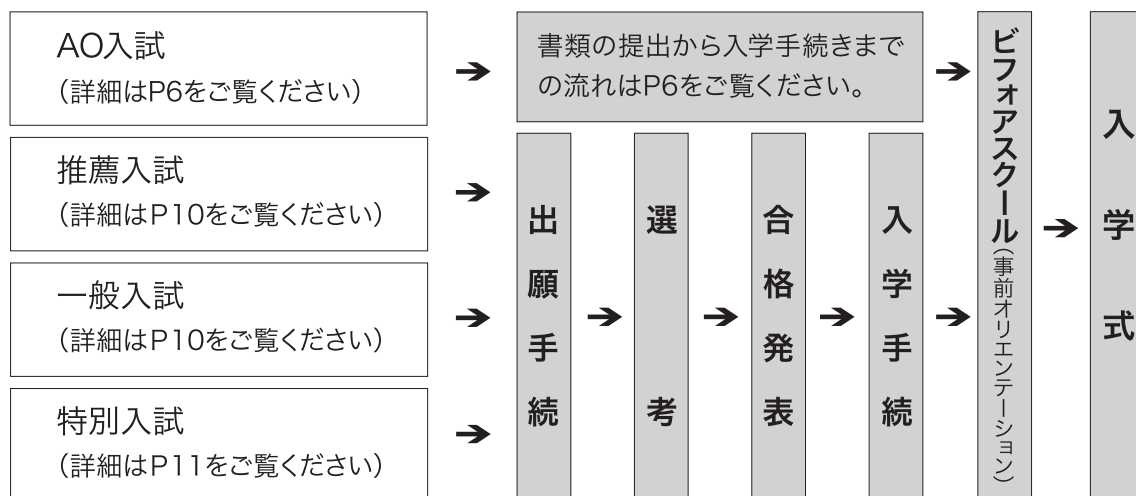 AO入試
（詳細はP6をご覧ください）
➔
書類の提出から入学手続きまで
の流れはP6をご覧ください。
➔
推薦入試
（詳細はP10をご覧ください）
➔
一般入試
（詳細はP10をご覧ください）
➔
特別入試
（詳細はP11をご覧ください）
➔
出願手続
➔
選考
➔
合格発表
➔
入学手続
➔
ビフォアスクール（事前オリエンテーション）
➔
入学式